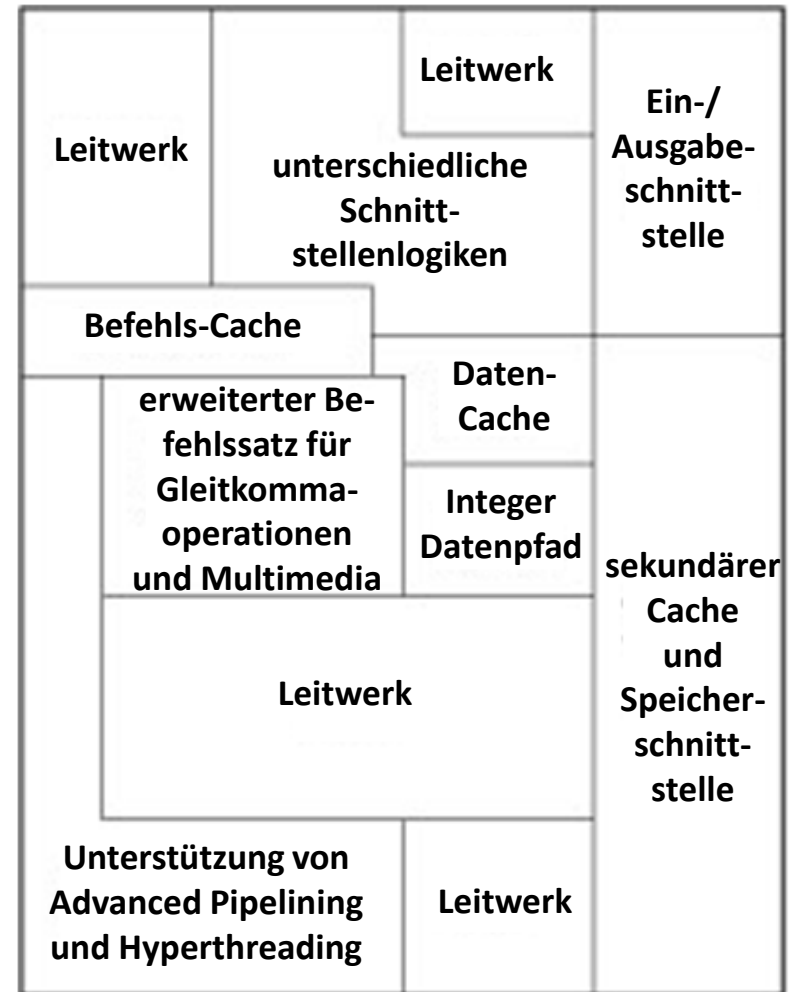 Leitwerk
unterschiedliche
Schnitt-
stellenlogiken
Leitwerk
Ein-/
Ausgabe-
schnitt-
stelle
Befehls-Cache
Daten-
Cache
erweiterter Be-
fehlssatz für
Gleitkomma-
operationen
und Multimedia
Integer
Datenpfad
sekundärer
Cache
und
Speicher-
schnitt-
stelle
Leitwerk
Unterstützung von
Advanced Pipelining
und Hyperthreading
Leitwerk